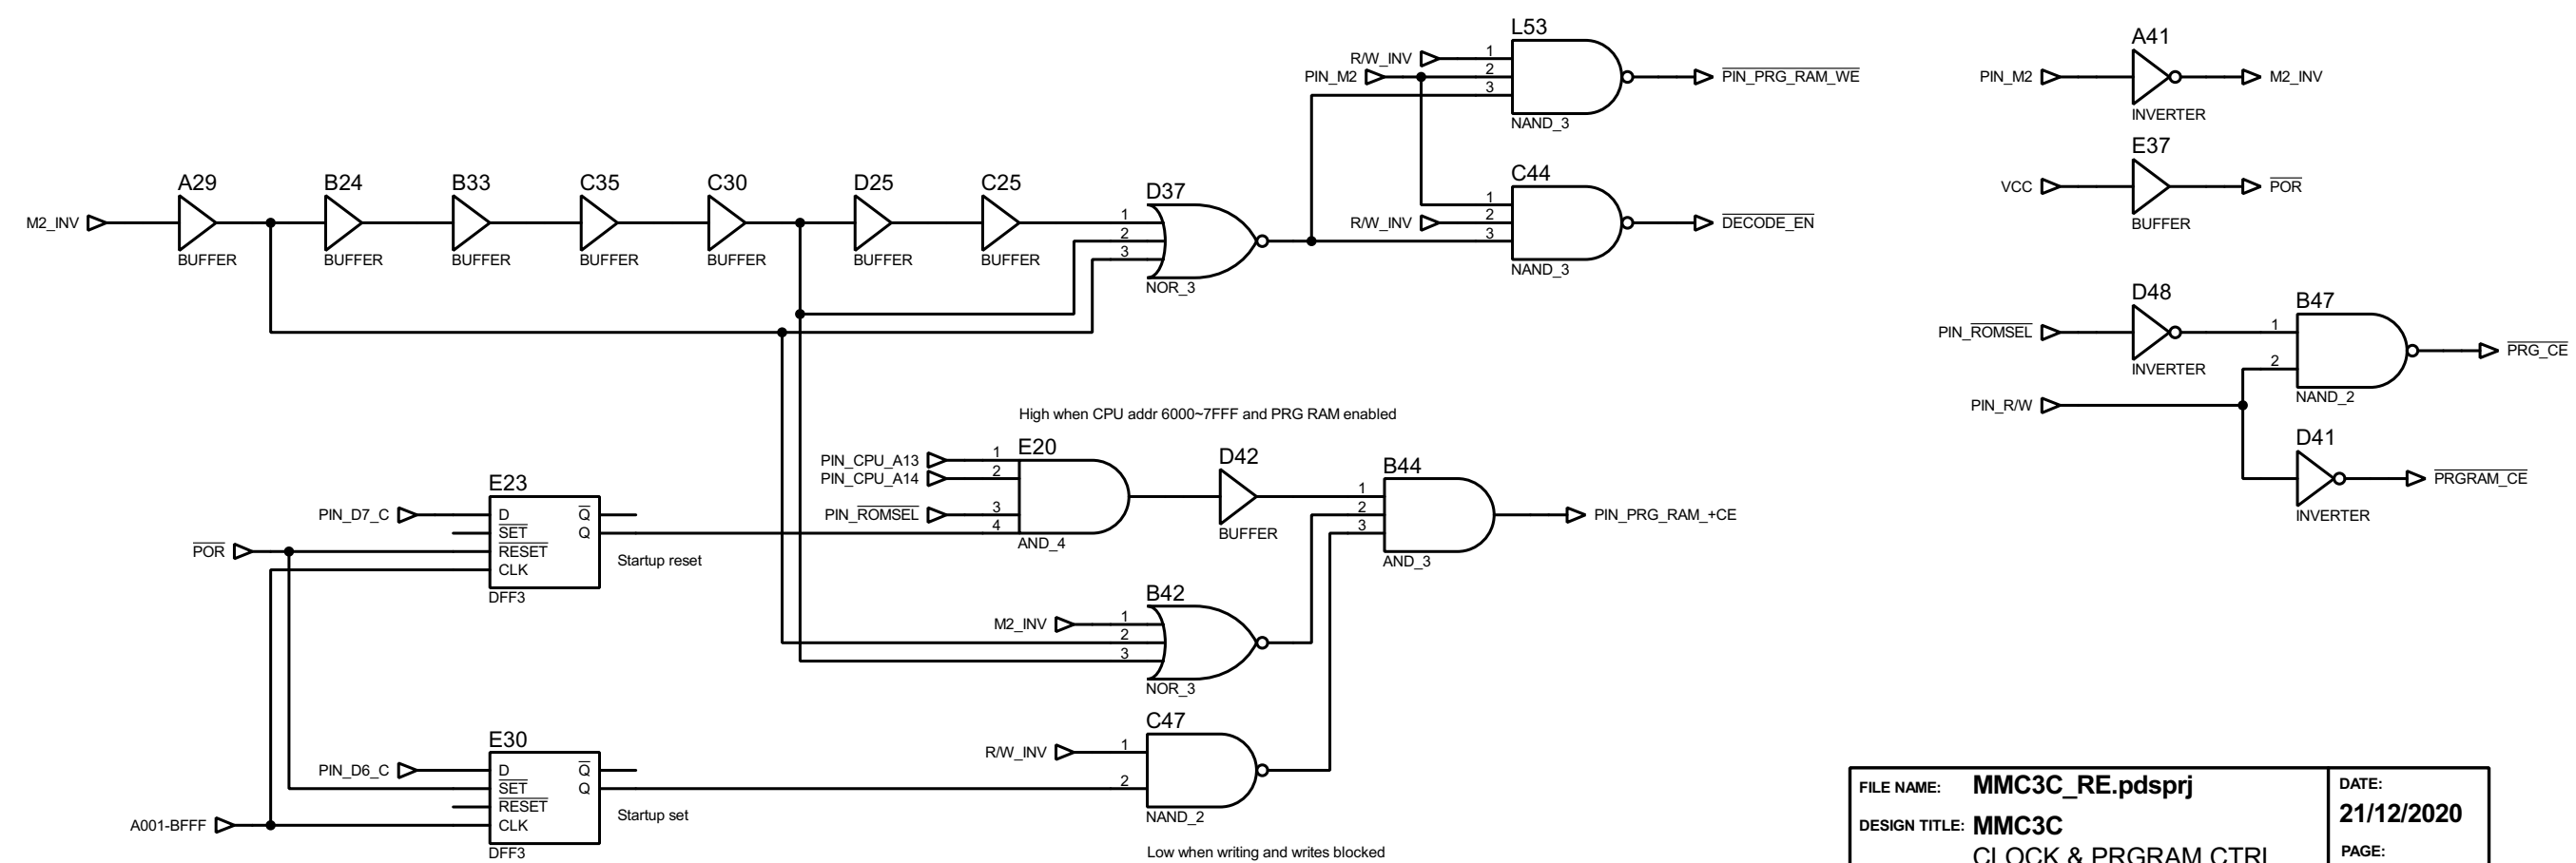 L53
A41
R/W_INV 1
PIN_M2 2
3
PIN_PRG_RAM_WE
NAND_3
PIN_M2
M2_INV
INVERTER
E37
VCC
POR
BUFFER
A29
B24
B33
C35
C30
D25
C25
D37
C44
M2_INV
1
2
3
1
R/W_INV 2
3
DECODE_EN
BUFFER
BUFFER
BUFFER
BUFFER
BUFFER
BUFFER
BUFFER
NOR_3
NAND_3
D48
B47
PIN_ROMSEL
1
2
PRG_CE
INVERTER
PIN_R/W
NAND_2
D41
PRGRAM_CE
INVERTER
High when CPU addr 6000~7FFF and PRG RAM enabled
E20
PIN_CPU_A13 1
PIN_CPU_A14 2
PIN_ROMSEL 3
4
AND_4
D42
BUFFER
B44
1
2
3
PIN_PRG_RAM_+CE
AND_3
E23
PIN_D7_C
D Q
SET Q
RESET
CLK
POR
DFF3
Startup reset
B42
M2_INV 1
2
3
NOR_3
C47
R/W_INV 1
2
NAND_2
Low when writing and writes blocked
E30
PIN_D6_C
D Q
SET Q
RESET
CLK
A001-BFFF
DFF3
Startup set
FILE NAME: MMC3C_RE.pdsprj
DATE:
21/12/2020
DESIGN TITLE: MMC3C
CLOCK & PRGRAM CTRL
PAGE: